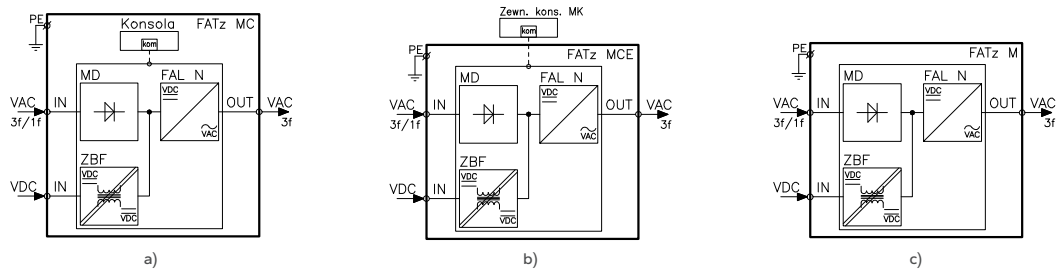 PE
Konsola FATz MC
kom
MD FAL N
VDC
VAC IN OUT VAC
3f/1f VAC 3f
ZBF
VDC
VDC IN
VDC
a)
Zewn. kons. MK
kom
PE FATz MCE
MD FAL N
VDC
VAC IN OUT VAC
3f/1f VAC 3f
ZBF
VDC
VDC IN
VDC
b)
PE FATz M
MD FAL N
VDC
VAC IN OUT VAC
3f/1f VAC 3f
ZBF
VDC
VDC IN
VDC
c)